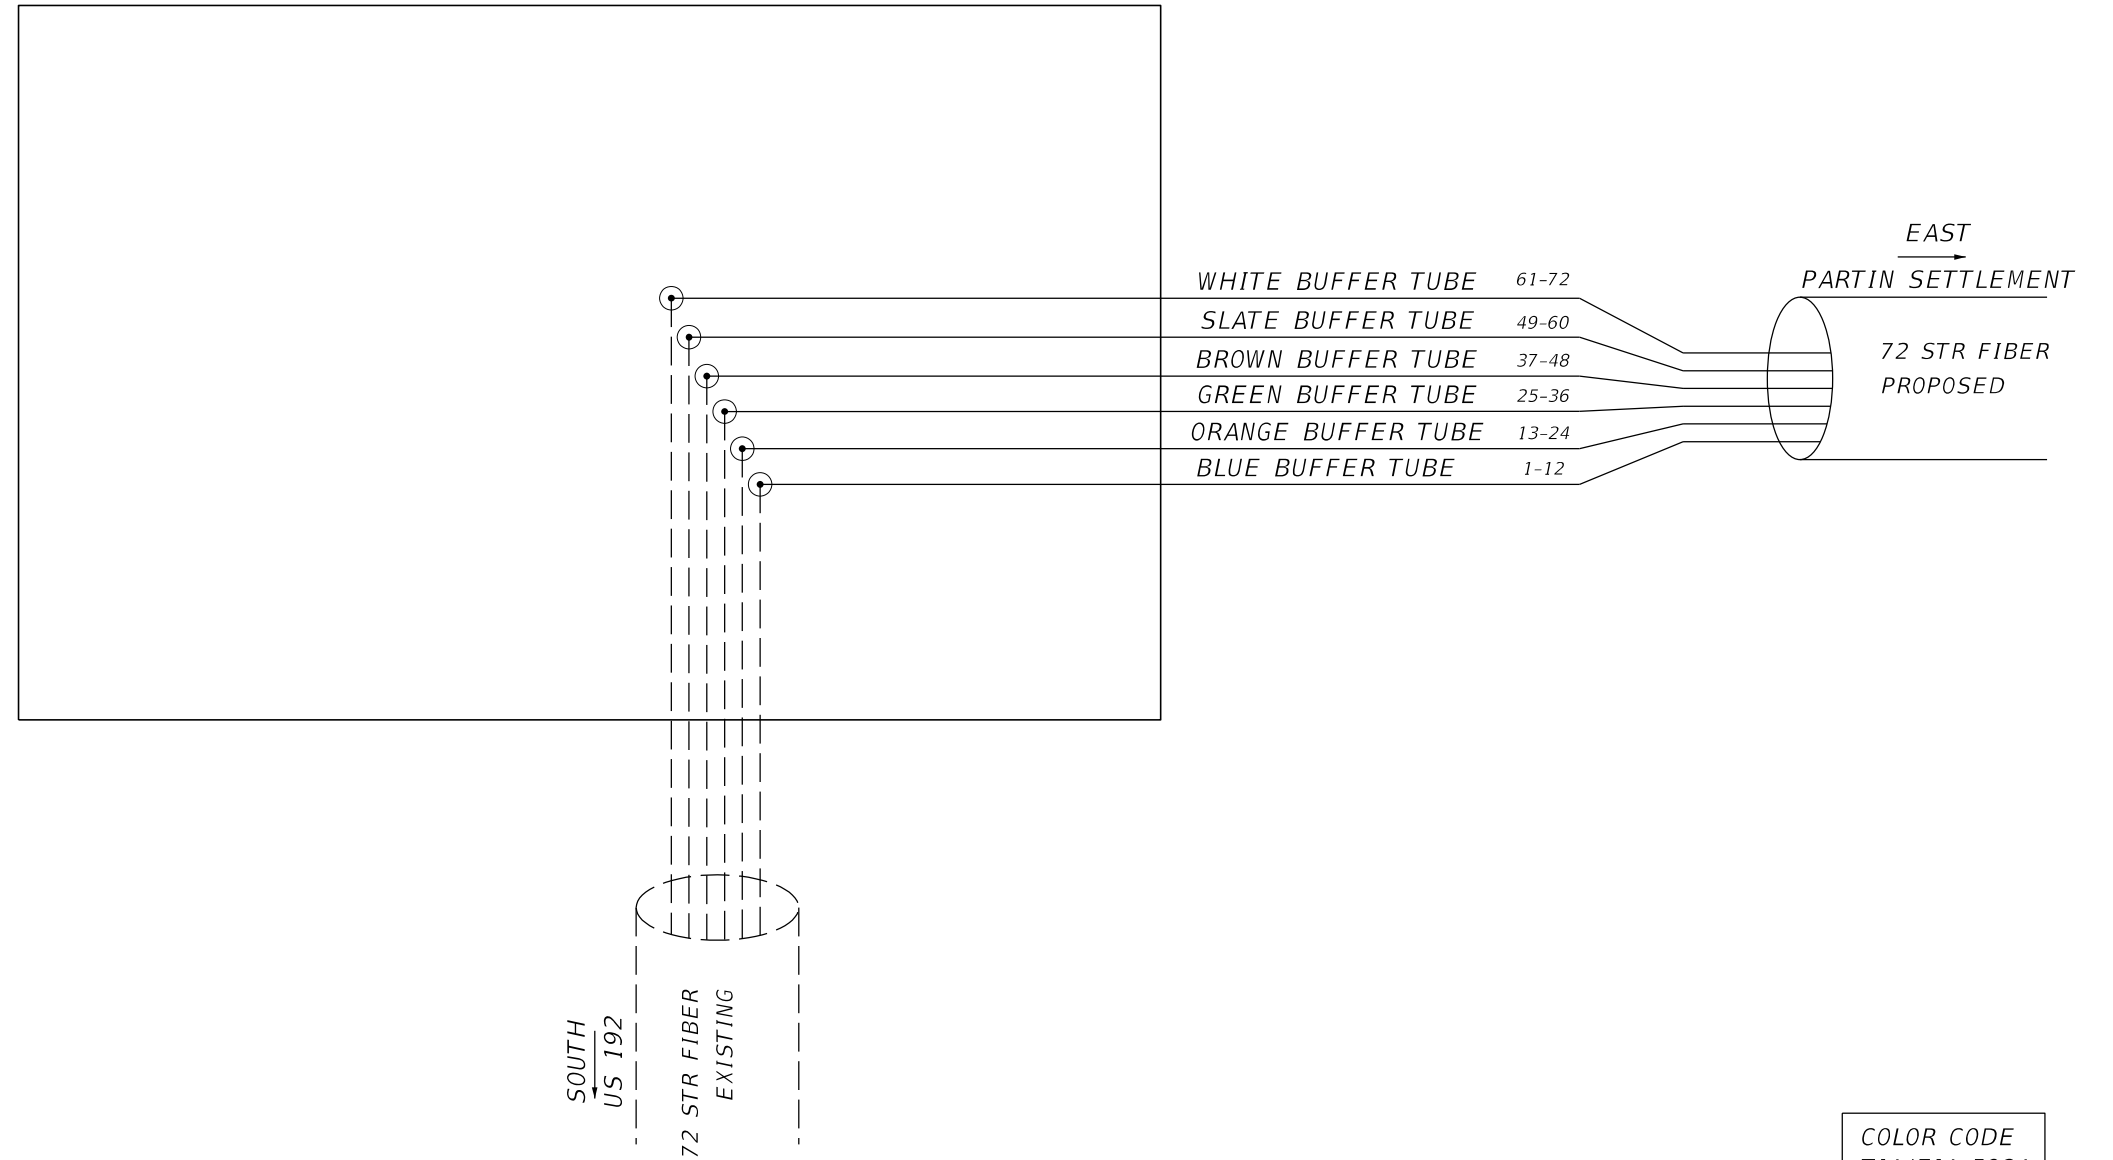 EAST
PARTIN SETTLEMENT
WHITE BUFFER TUBE 61-72
SLATE BUFFER TUBE 49-60
BROWN BUFFER TUBE 37-48
GREEN BUFFER TUBE 25-36
ORANGE BUFFER TUBE 13-24
BLUE BUFFER TUBE 1-12
72 STR FIBER
PROPOSED
SOUTH
US 192
72 STR FIBER
EXISTING
COLOR CODE